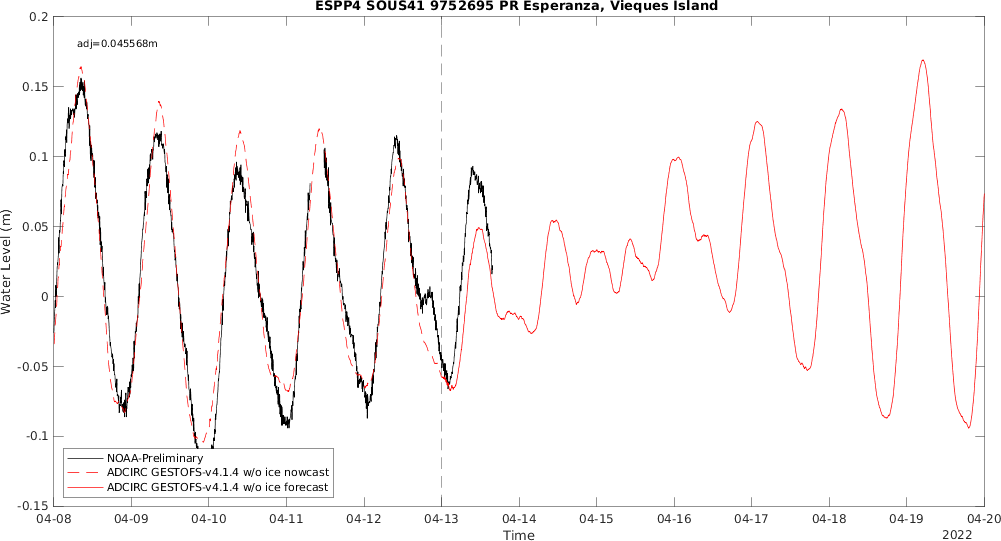 ESPP4 SOUS41 9752695 PR Esperanza, Vieques Island
0.2
adj=0.045568m
0.15
0.1
0.05
0
-0.05
-0.1
-0.15
Water Level (m)
NOAA-Preliminary
ADCIRC GESTOFS-v4.1.4 w/o ice nowcast
ADCIRC GESTOFS-v4.1.4 w/o ice forecast
04-08 04-09 04-10 04-11 04-12 04-13 04-14 04-15 04-16 04-17 04-18 04-19 04-20
Time
2022